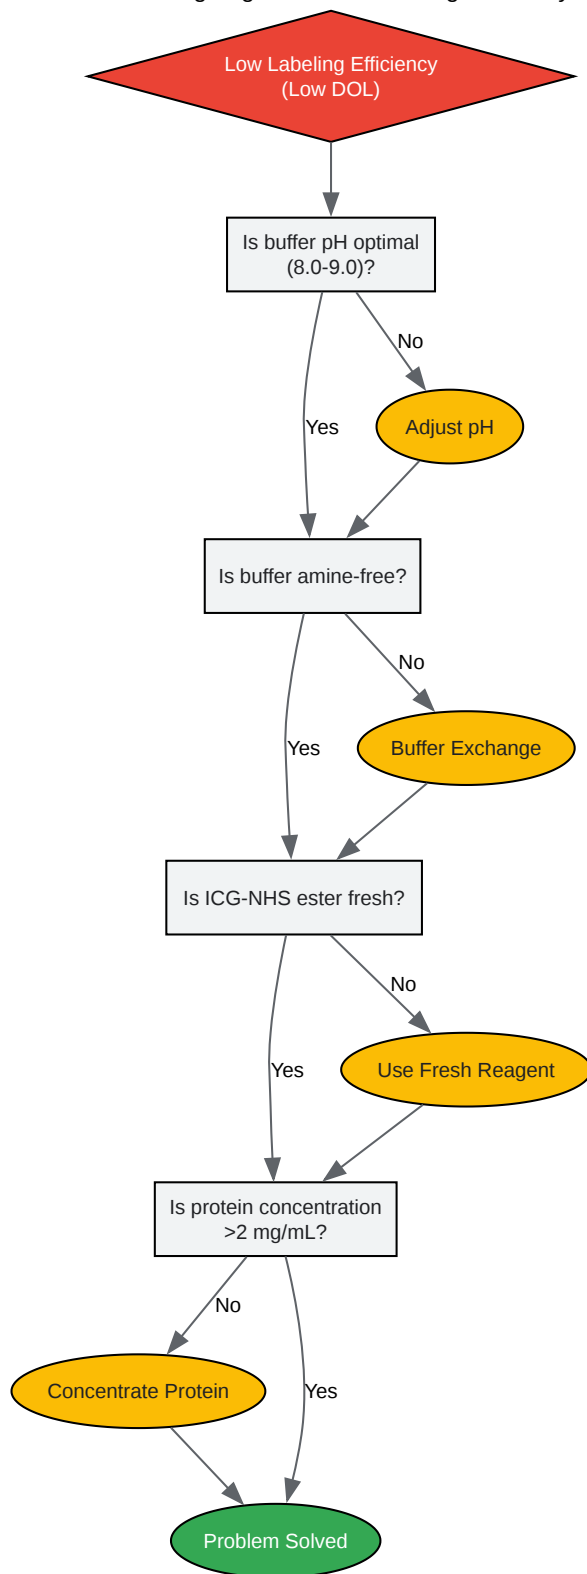 Low Labeling Efficiency
(Low DOL)
Is buffer pH optimal
(8.0-9.0)?
No
Yes
Adjust pH
Is buffer amine-free?
No
Yes
Buffer Exchange
Is ICG-NHS ester fresh?
No
Yes
Use Fresh Reagent
Is protein concentration
>2 mg/mL?
No
Yes
Concentrate Protein
Problem Solved